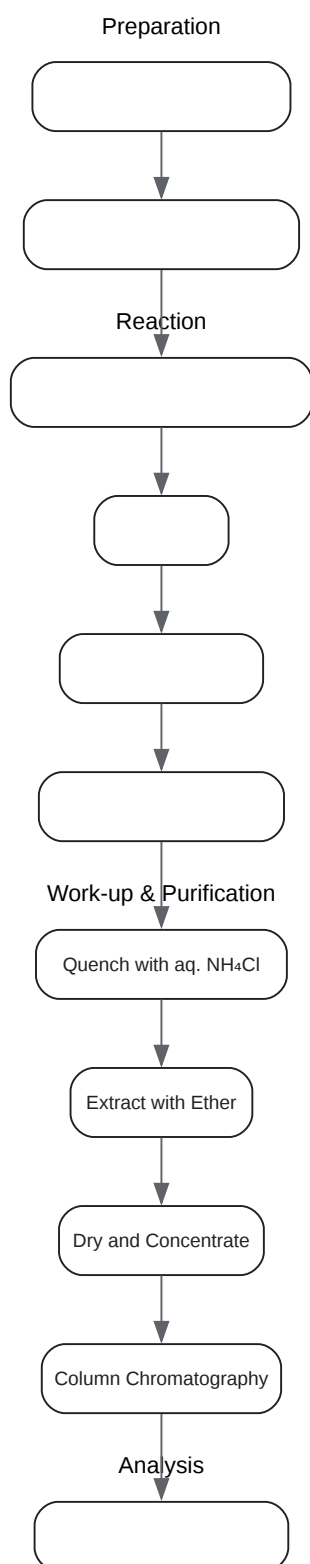 Preparation
Reaction
Work-up & Purification
Quench with aq. NH₄Cl
Extract with Ether
Dry and Concentrate
Column Chromatography
Analysis